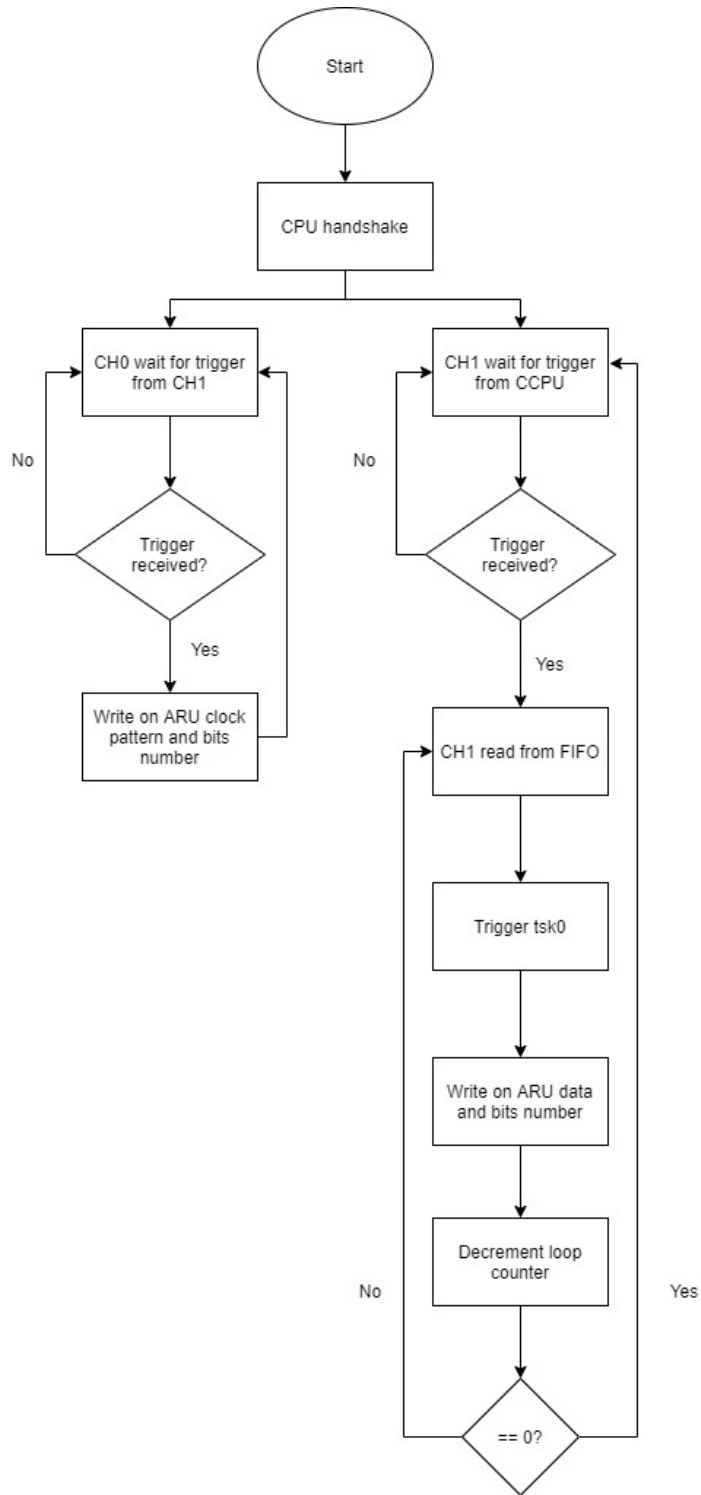 Start
CPU handshake
CH0 wait for trigger
from CH1
CH1 wait for trigger
from CCPU
No
No
Trigger
received?
Trigger
received?
Yes
Yes
Write on ARU clock
pattern and bits
number
CH1 read from FIFO
Trigger tsk0
Write on ARU data
and bits number
Decrement loop
counter
No
Yes
== 0?